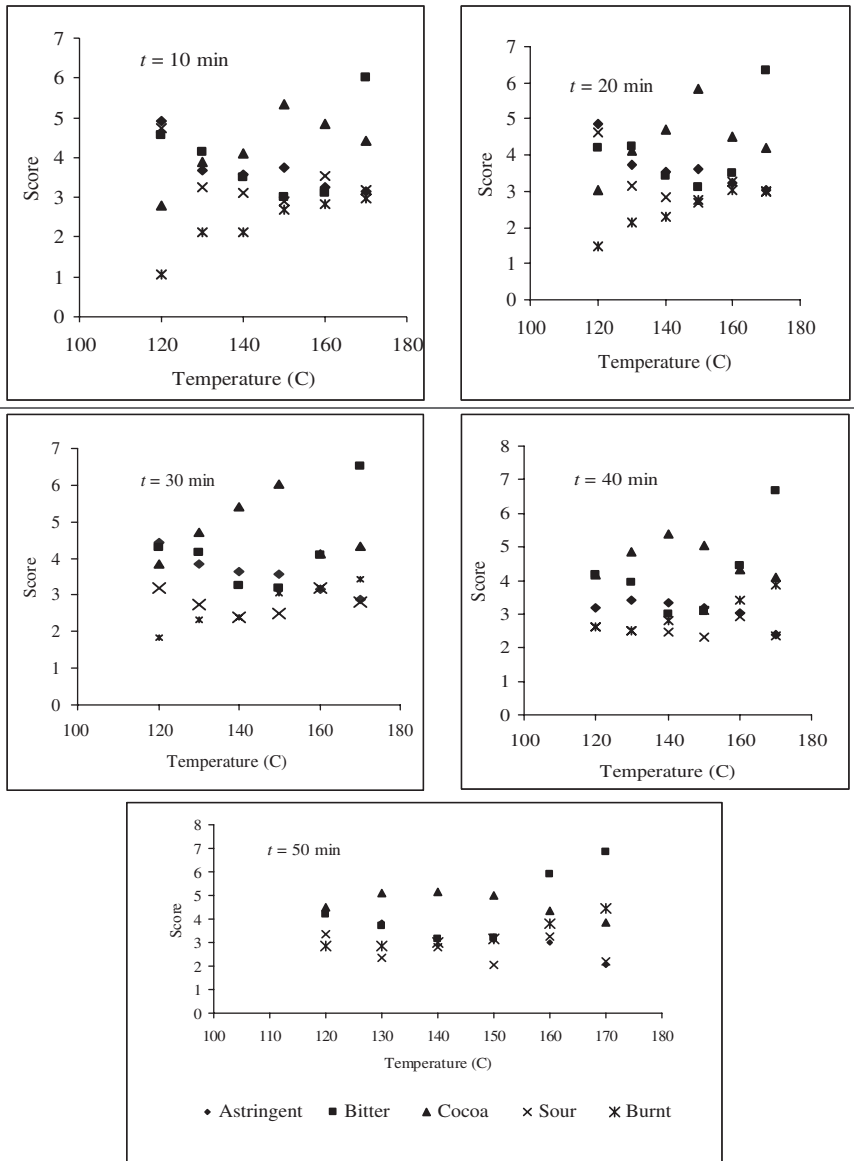 7
6
5
4
3
2
1
0
Score
t = 10 min
100 120 140 160 180
Temperature (C)
7
6
5
4
3
2
1
0
Score
t = 20 min
100 120 140 160 180
Temperature (C)
7
6
5
4
3
2
1
0
Score
t = 30 min
100 120 140 160 180
Temperature (C)
8
7
6
5
4
3
2
1
0
Score
t = 40 min
100 120 140 160 180
Temperature (C)
8
7
6
5
4
3
2
1
0
Score
t = 50 min
100 110 120 130 140 150 160 170 180
Temperature (C)
Astringent Bitter Cocoa Sour Burnt